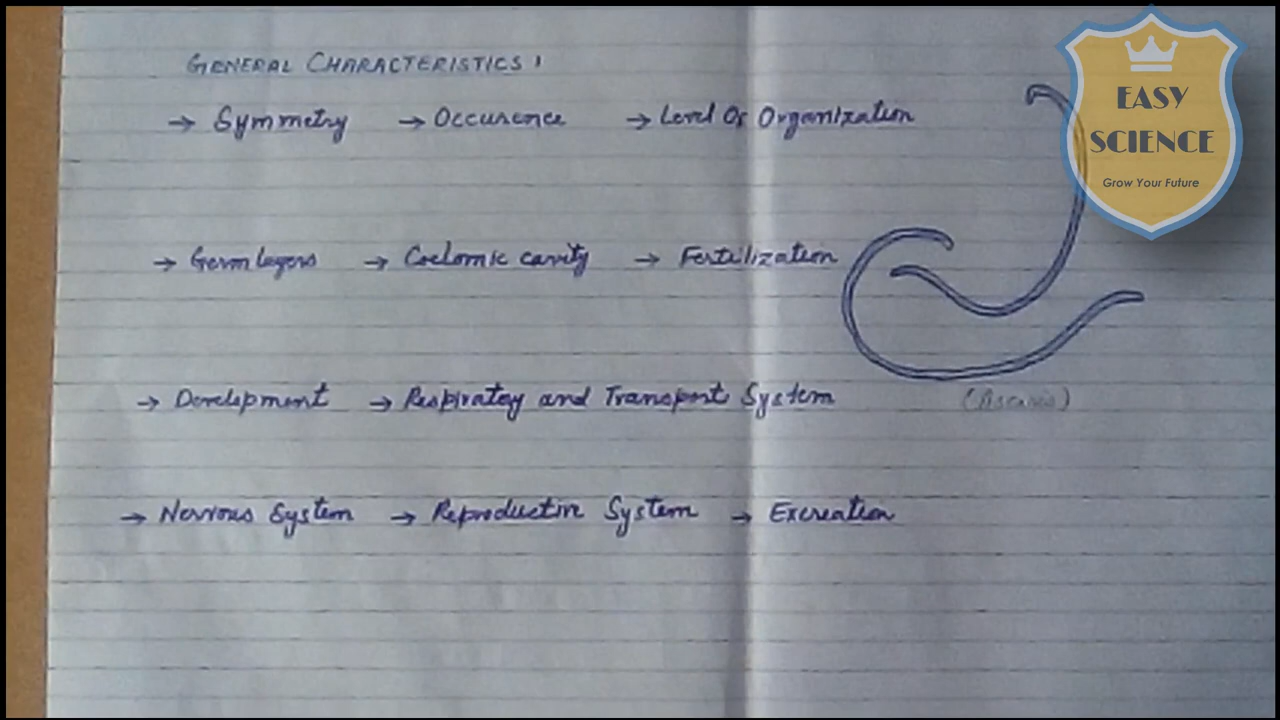 GENERAL CHARACTERISTICS :
→ Symmetry → Occurence → Level Of Organization
→ Germ layers → Coelomic cavity → Fertilization
→ Development → Respiratory and Transport System
(Ascaris)
→ Nervous System → Reproductive System → Excreation
EASY
SCIENCE
Grow Your Future